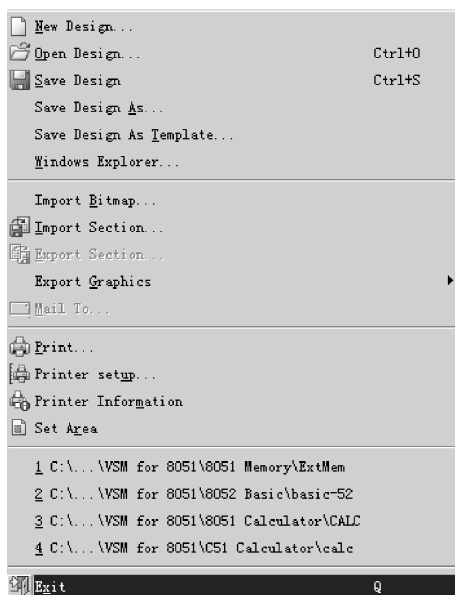 New Design...
Open Design... Ctrl+O
Save Design Ctrl+S
Save Design As...
Save Design As Template...
Windows Explorer...
Import Bitmap...
Import Section...
Export Section...
Export Graphics
Mail To...
Print...
Printer setup...
Printer Information
Set Area
1 C:\...\VSM for 8051\8051 Memory\ExtMem
2 C:\...\VSM for 8051\8052 Basic\basic-52
3 C:\...\VSM for 8051\8051 Calculator\CALC
4 C:\...\VSM for 8051\C51 Calculator\calc
Exit Q